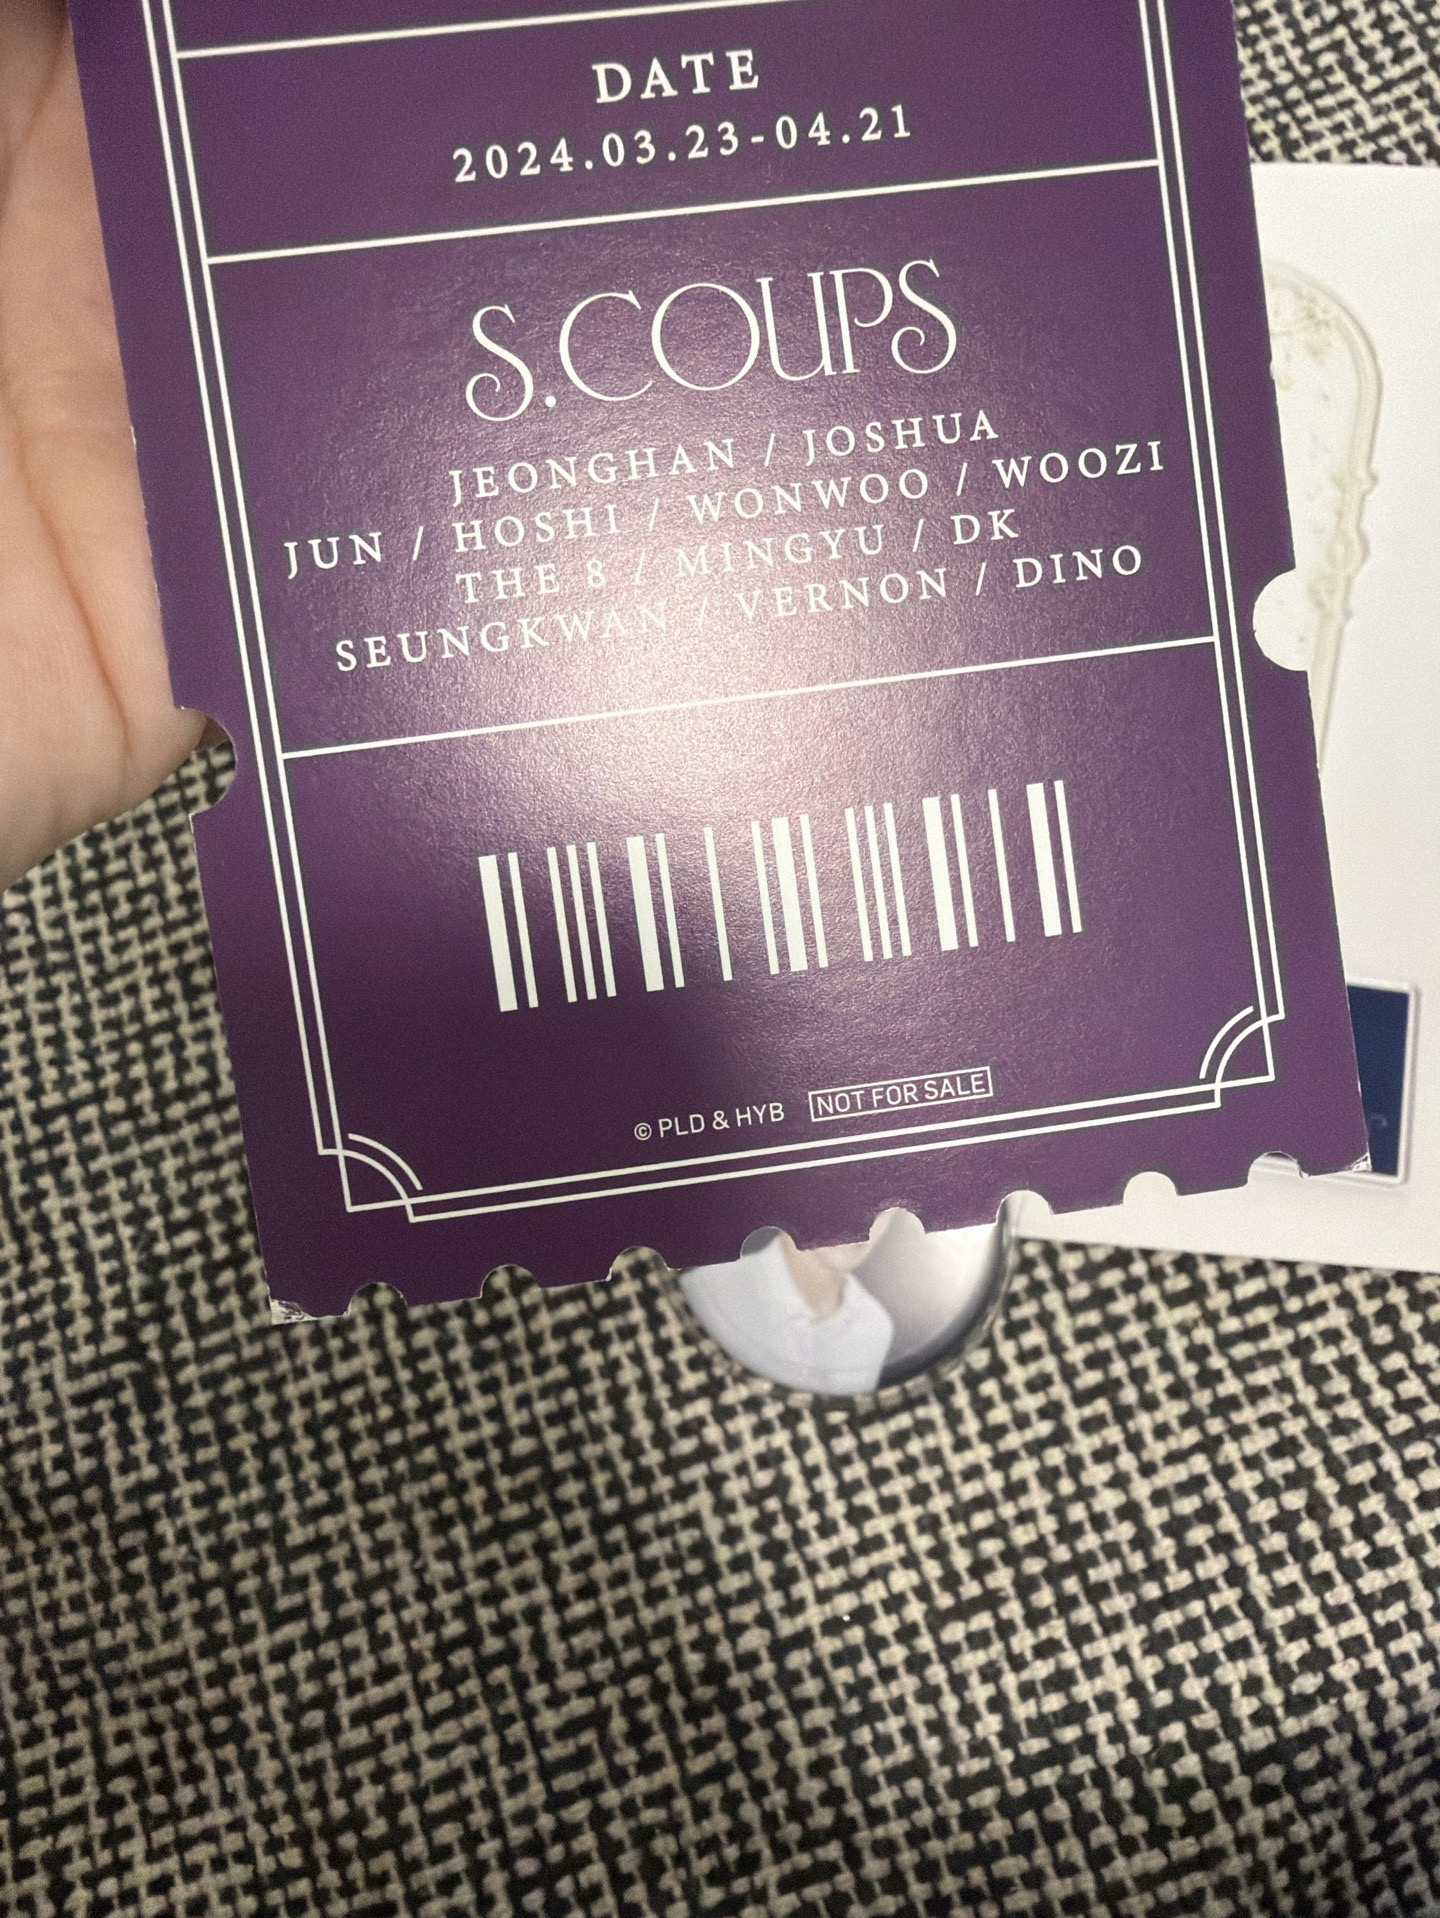 DATE
2024.03.23-04.21
S.COUPS
JEONGHAN / JOSHUA
JUN / HOSHI / WONWOO / WOOZI
THE 8 / MINGYU / DK
SEUNGKWAN / VERNON / DINO
© PLD & HYB NOT FOR SALE